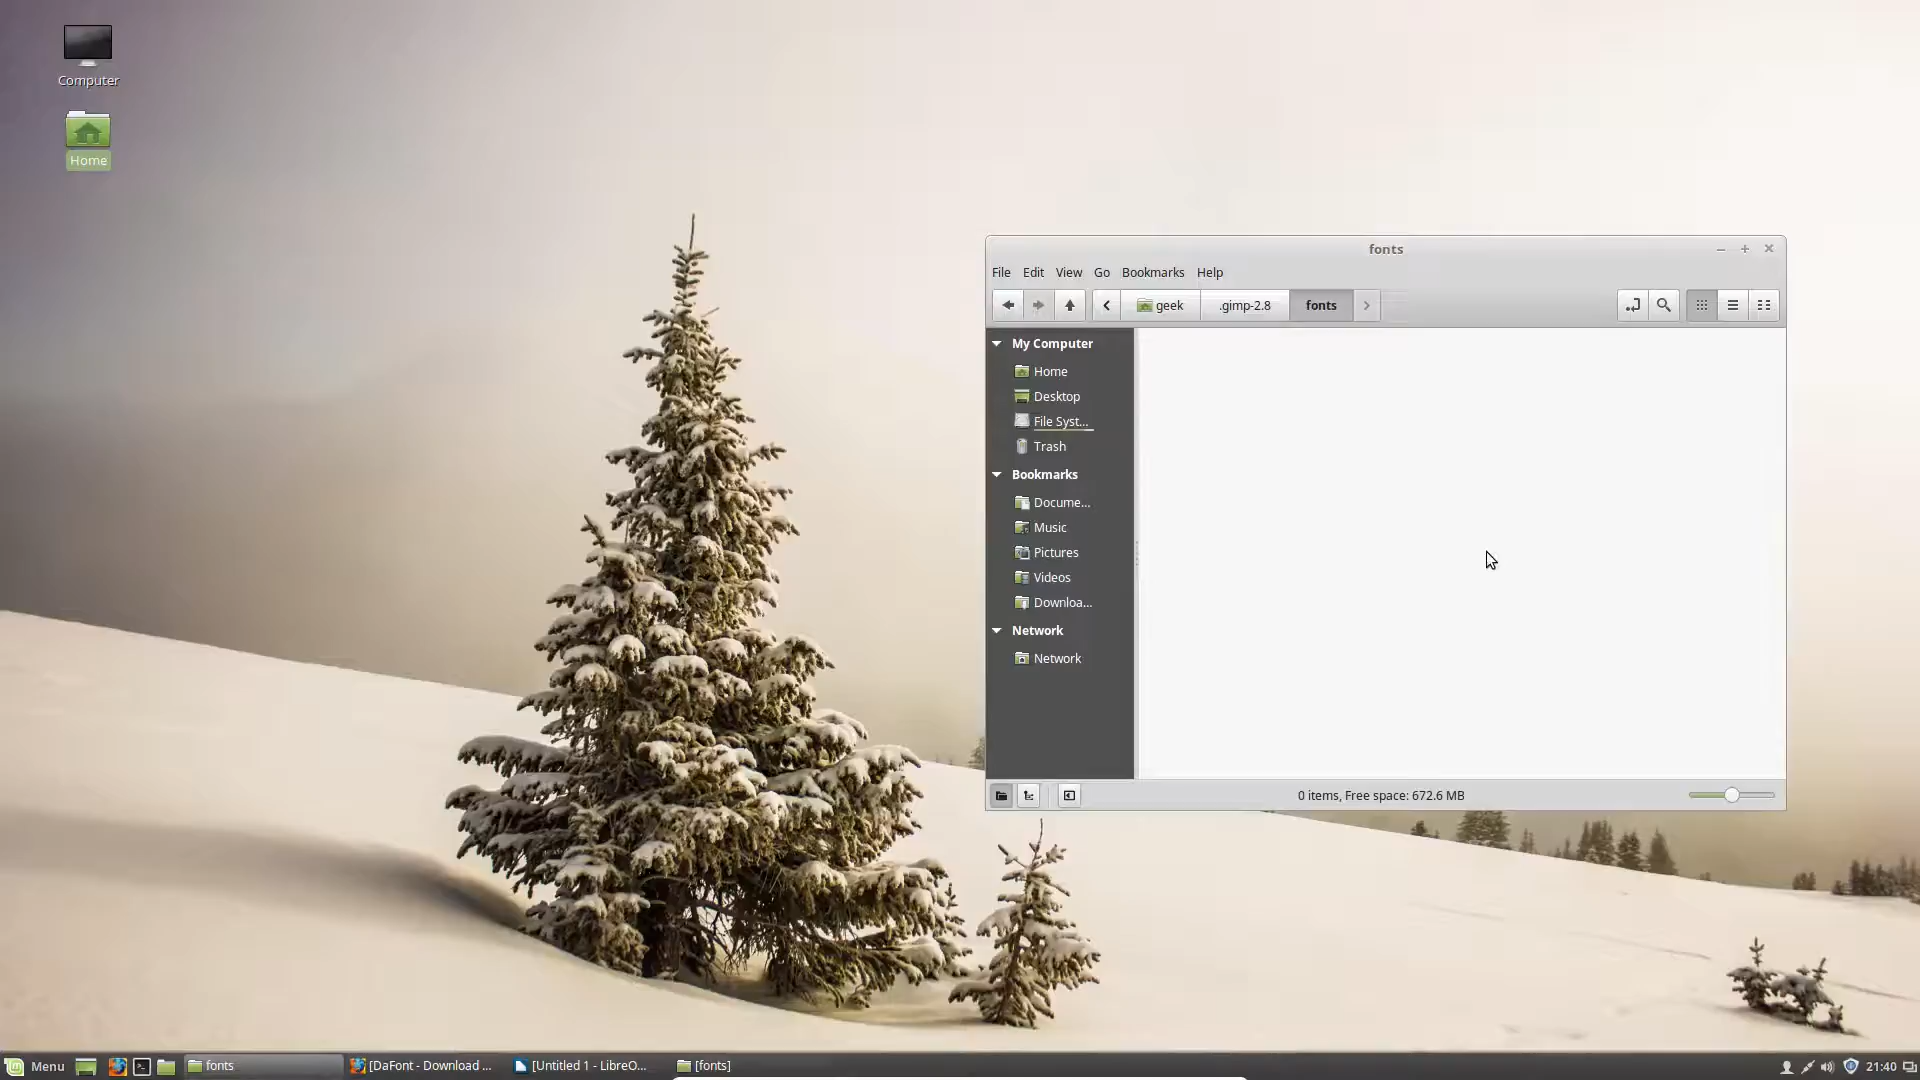 Computer
Home
fonts
File Edit View Go Bookmarks Help
geek .gimp-2.8 fonts
My Computer
Home
Desktop
File Syst...
Trash
Bookmarks
Docume...
Music
Pictures
Videos
Downloa...
Network
Network
0 items, Free space: 672.6 MB
Menu fonts [DaFont - Download ... [Untitled 1 - LibreO... [fonts] 21:40